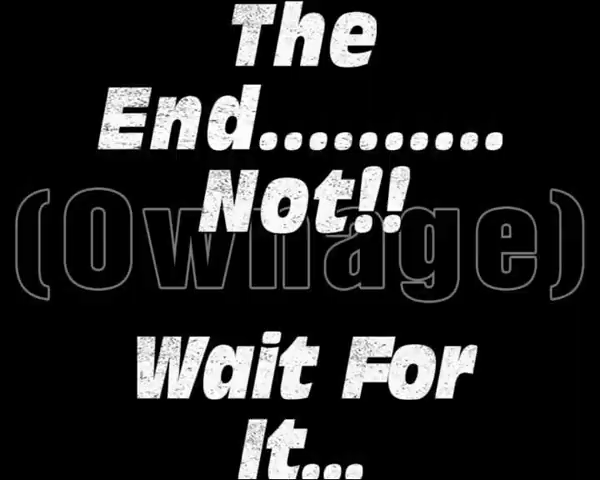 The
End..........
Not!!
(Ownage)
Wait For
It...